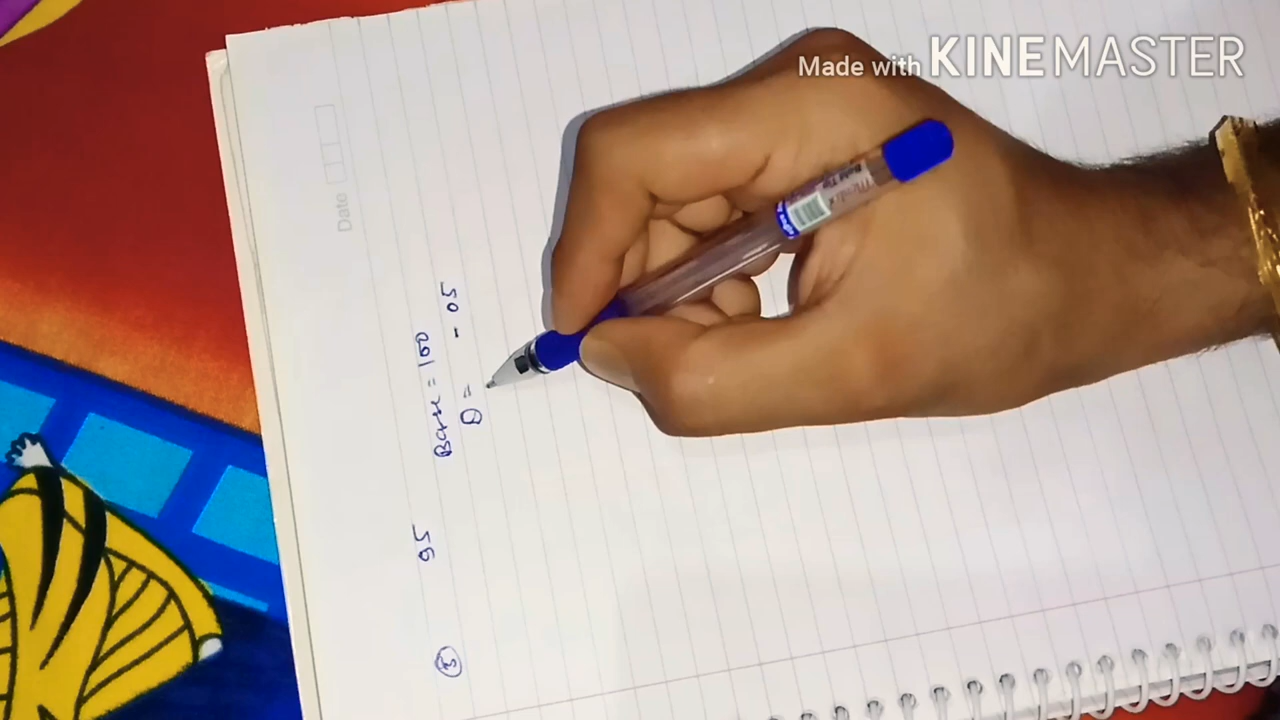 Made with KINEMASTER
Date
③ 95 Base = 100
D = - 05